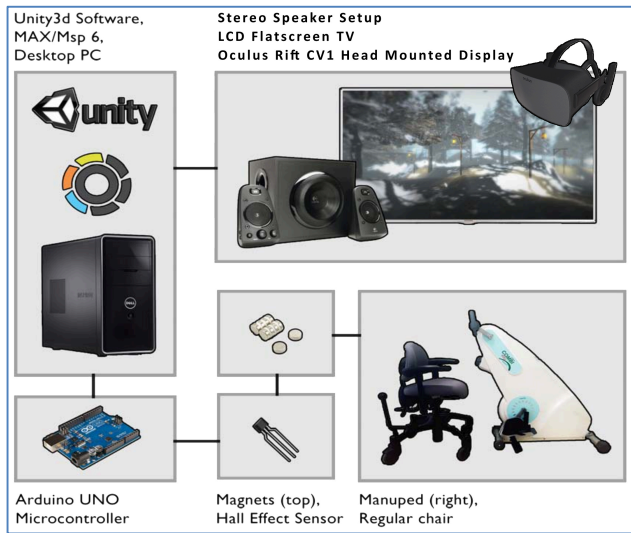 Unity3d Software,
MAX/Msp 6,
Desktop PC
Stereo Speaker Setup
LCD Flatscreen TV
Oculus Rift CV1 Head Mounted Display
unity
DELL
Arduino UNO
Microcontroller
Magnets (top),
Hall Effect Sensor
Manuped (right),
Regular chair